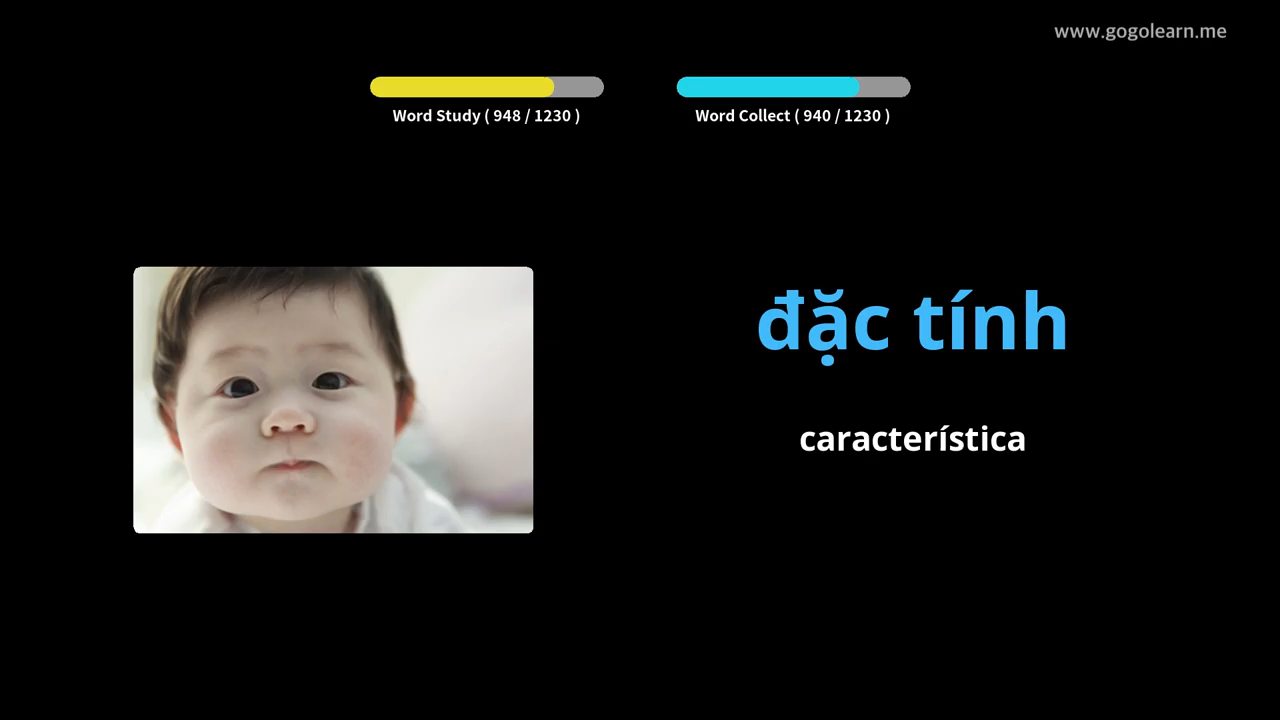 www.gogolearn.me
Word Study ( 948 / 1230 )
Word Collect ( 940 / 1230 )
đặc tính
característica